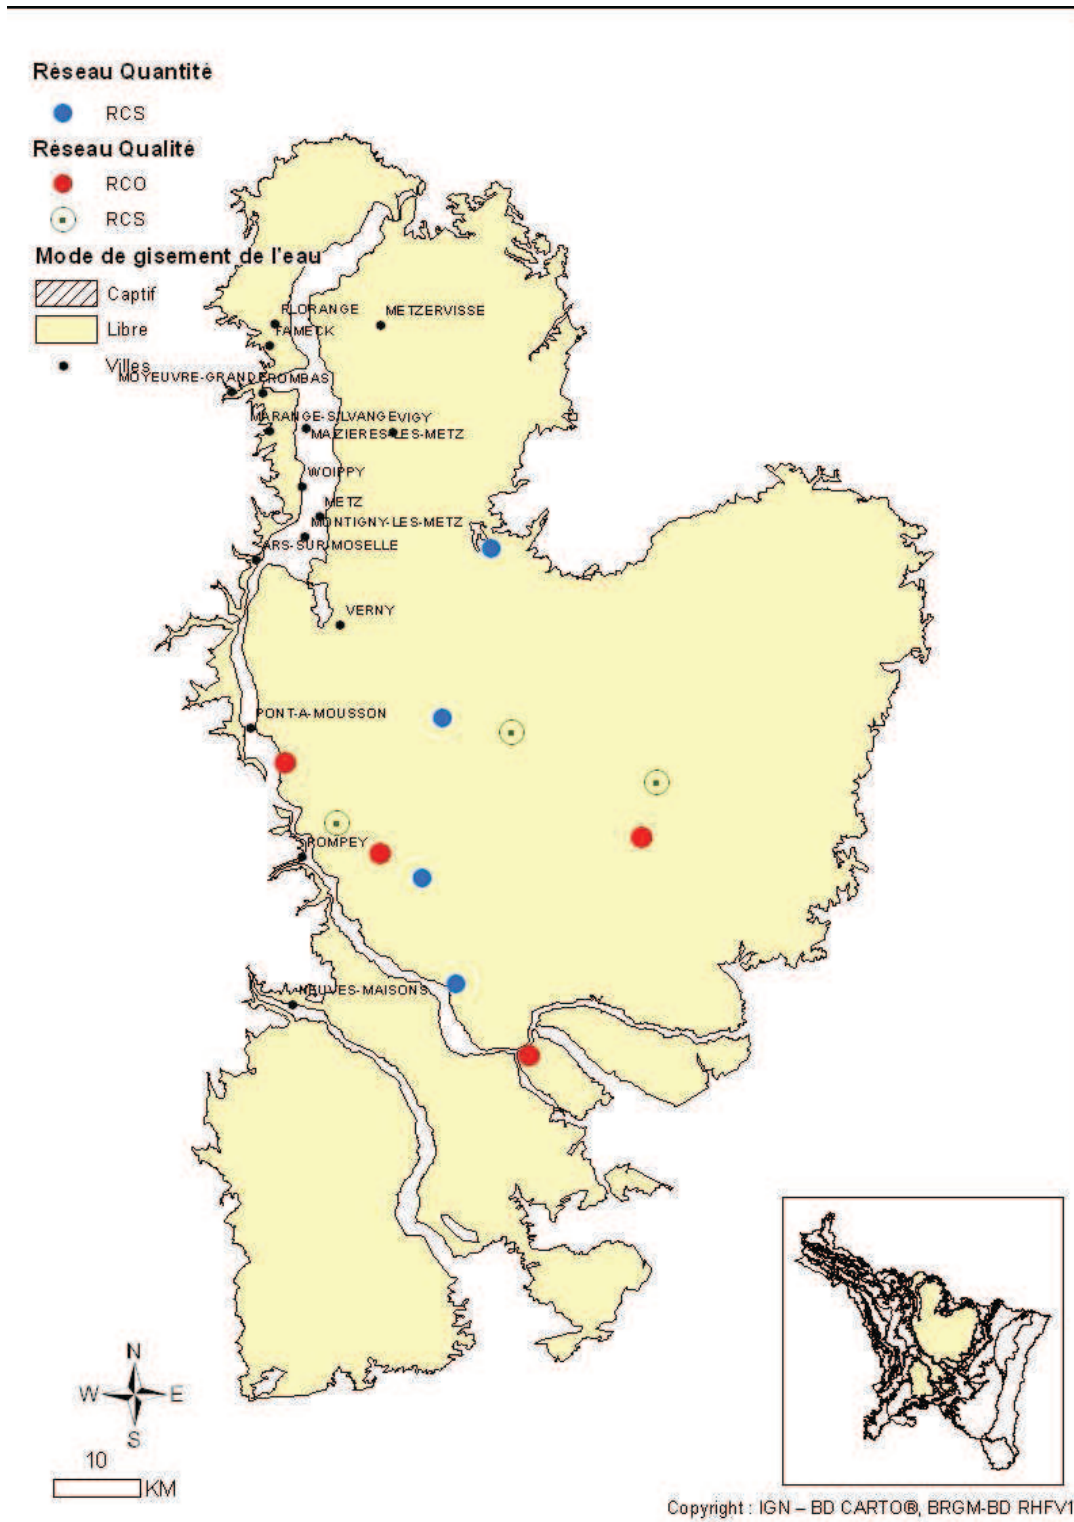 Réseau Quantité
RCS
Réseau Qualité
RCO
RCS
Mode de gisement de l'eau
Captif
Libre
Villes
FLORANGE
METZERVISSE
FAMECK
MOYEUVRE-GRANDE
ROMBAS
MARANGE-SILVANGE
VIGY
MAIZIERES-LES-METZ
WOIPPY
METZ
MONTIGNY-LES-METZ
ARS-SUR-MOSELLE
VERNY
PONT-A-MOUSSON
POMPEY
NEUVES-MAISONS
N
W
E
S
10
KM
Copyright : IGN – BD CARTO®, BRGM-BD RHFV1